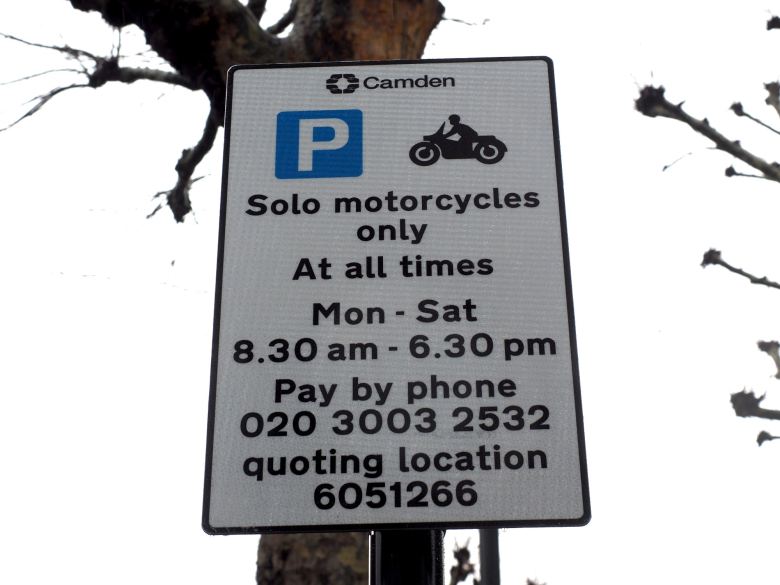 Camden
P
Solo motorcycles
only
At all times
Mon - Sat
8.30 am - 6.30 pm
Pay by phone
020 3003 2532
quoting location
6051266